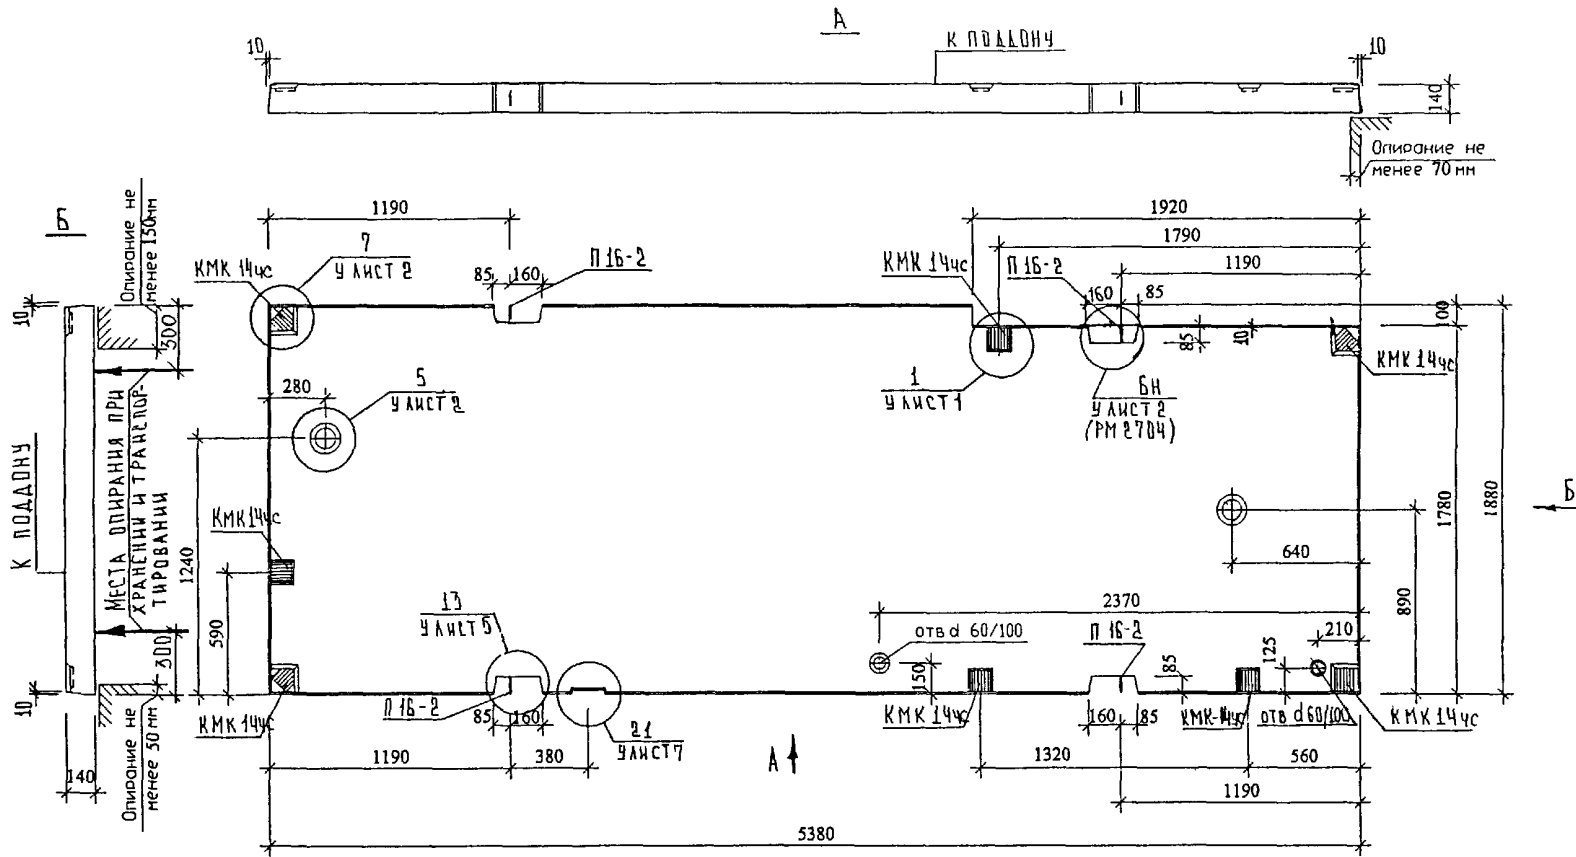 А
10
К ПОДДОНУ
10
140
Опирание не
менее 70 мм
Б
Опирание не
менее 150мм
1190
1920
1790
1190
7
У ЛИСТ 2
КМК 14чс
85
160
П 16-2
КМК 14чс
П 16-2
160
85
10
300
100
85
10
КМК 14чс
280
5
У ЛИСТ 2
1
У ЛИСТ 1
6Н
У ЛИСТ 2
(РМ 2704)
К ПОДДОНУ
МЕСТА ОПИРАНИЯ ПРИ
ХРАНЕНИИ И ТРАНСПОР-
ТИРОВАНИИ
КМК 14чс
1240
590
1780
1880
Б
640
890
2370
210
13
У ЛИСТ 5
отв d 60/100
150
П 16-2
85
125
300
10
КМК 14чс
П 16-2
85
160
21
У ЛИСТ 7
КМК 14чс
160
85
КМК-14чс
отв d 60/100
КМК 14чс
Опирание не
менее 50 мм
140
1190
380
А
1320
560
1190
5380